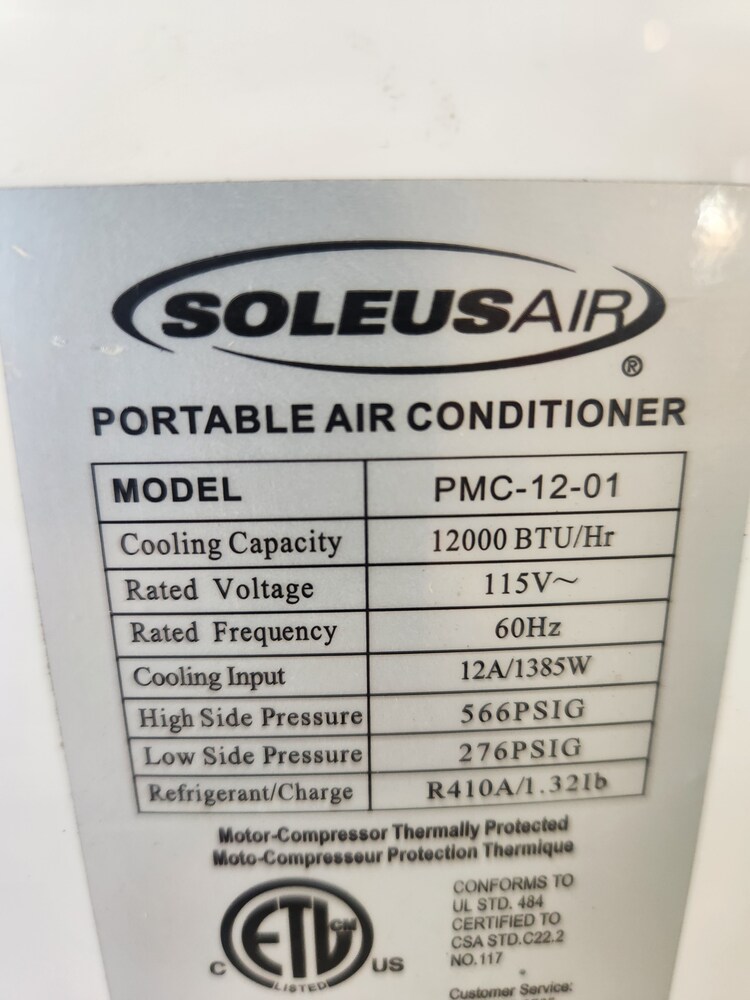 SOLEUSAIR
®
PORTABLE AIR CONDITIONER
MODEL PMC-12-01
Cooling Capacity 12000 BTU/Hr
Rated Voltage 115V~
Rated Frequency 60Hz
Cooling Input 12A/1385W
High Side Pressure 566PSIG
Low Side Pressure 276PSIG
Refrigerant/Charge R410A/1.32lb
Motor-Compressor Thermally Protected
Moto-Compresseur Protection Thermique
CONFORMS TO
UL STD. 484
CERTIFIED TO
CSA STD.C22.2
NO.117
ETL CM
C US
LISTED
Customer Service: